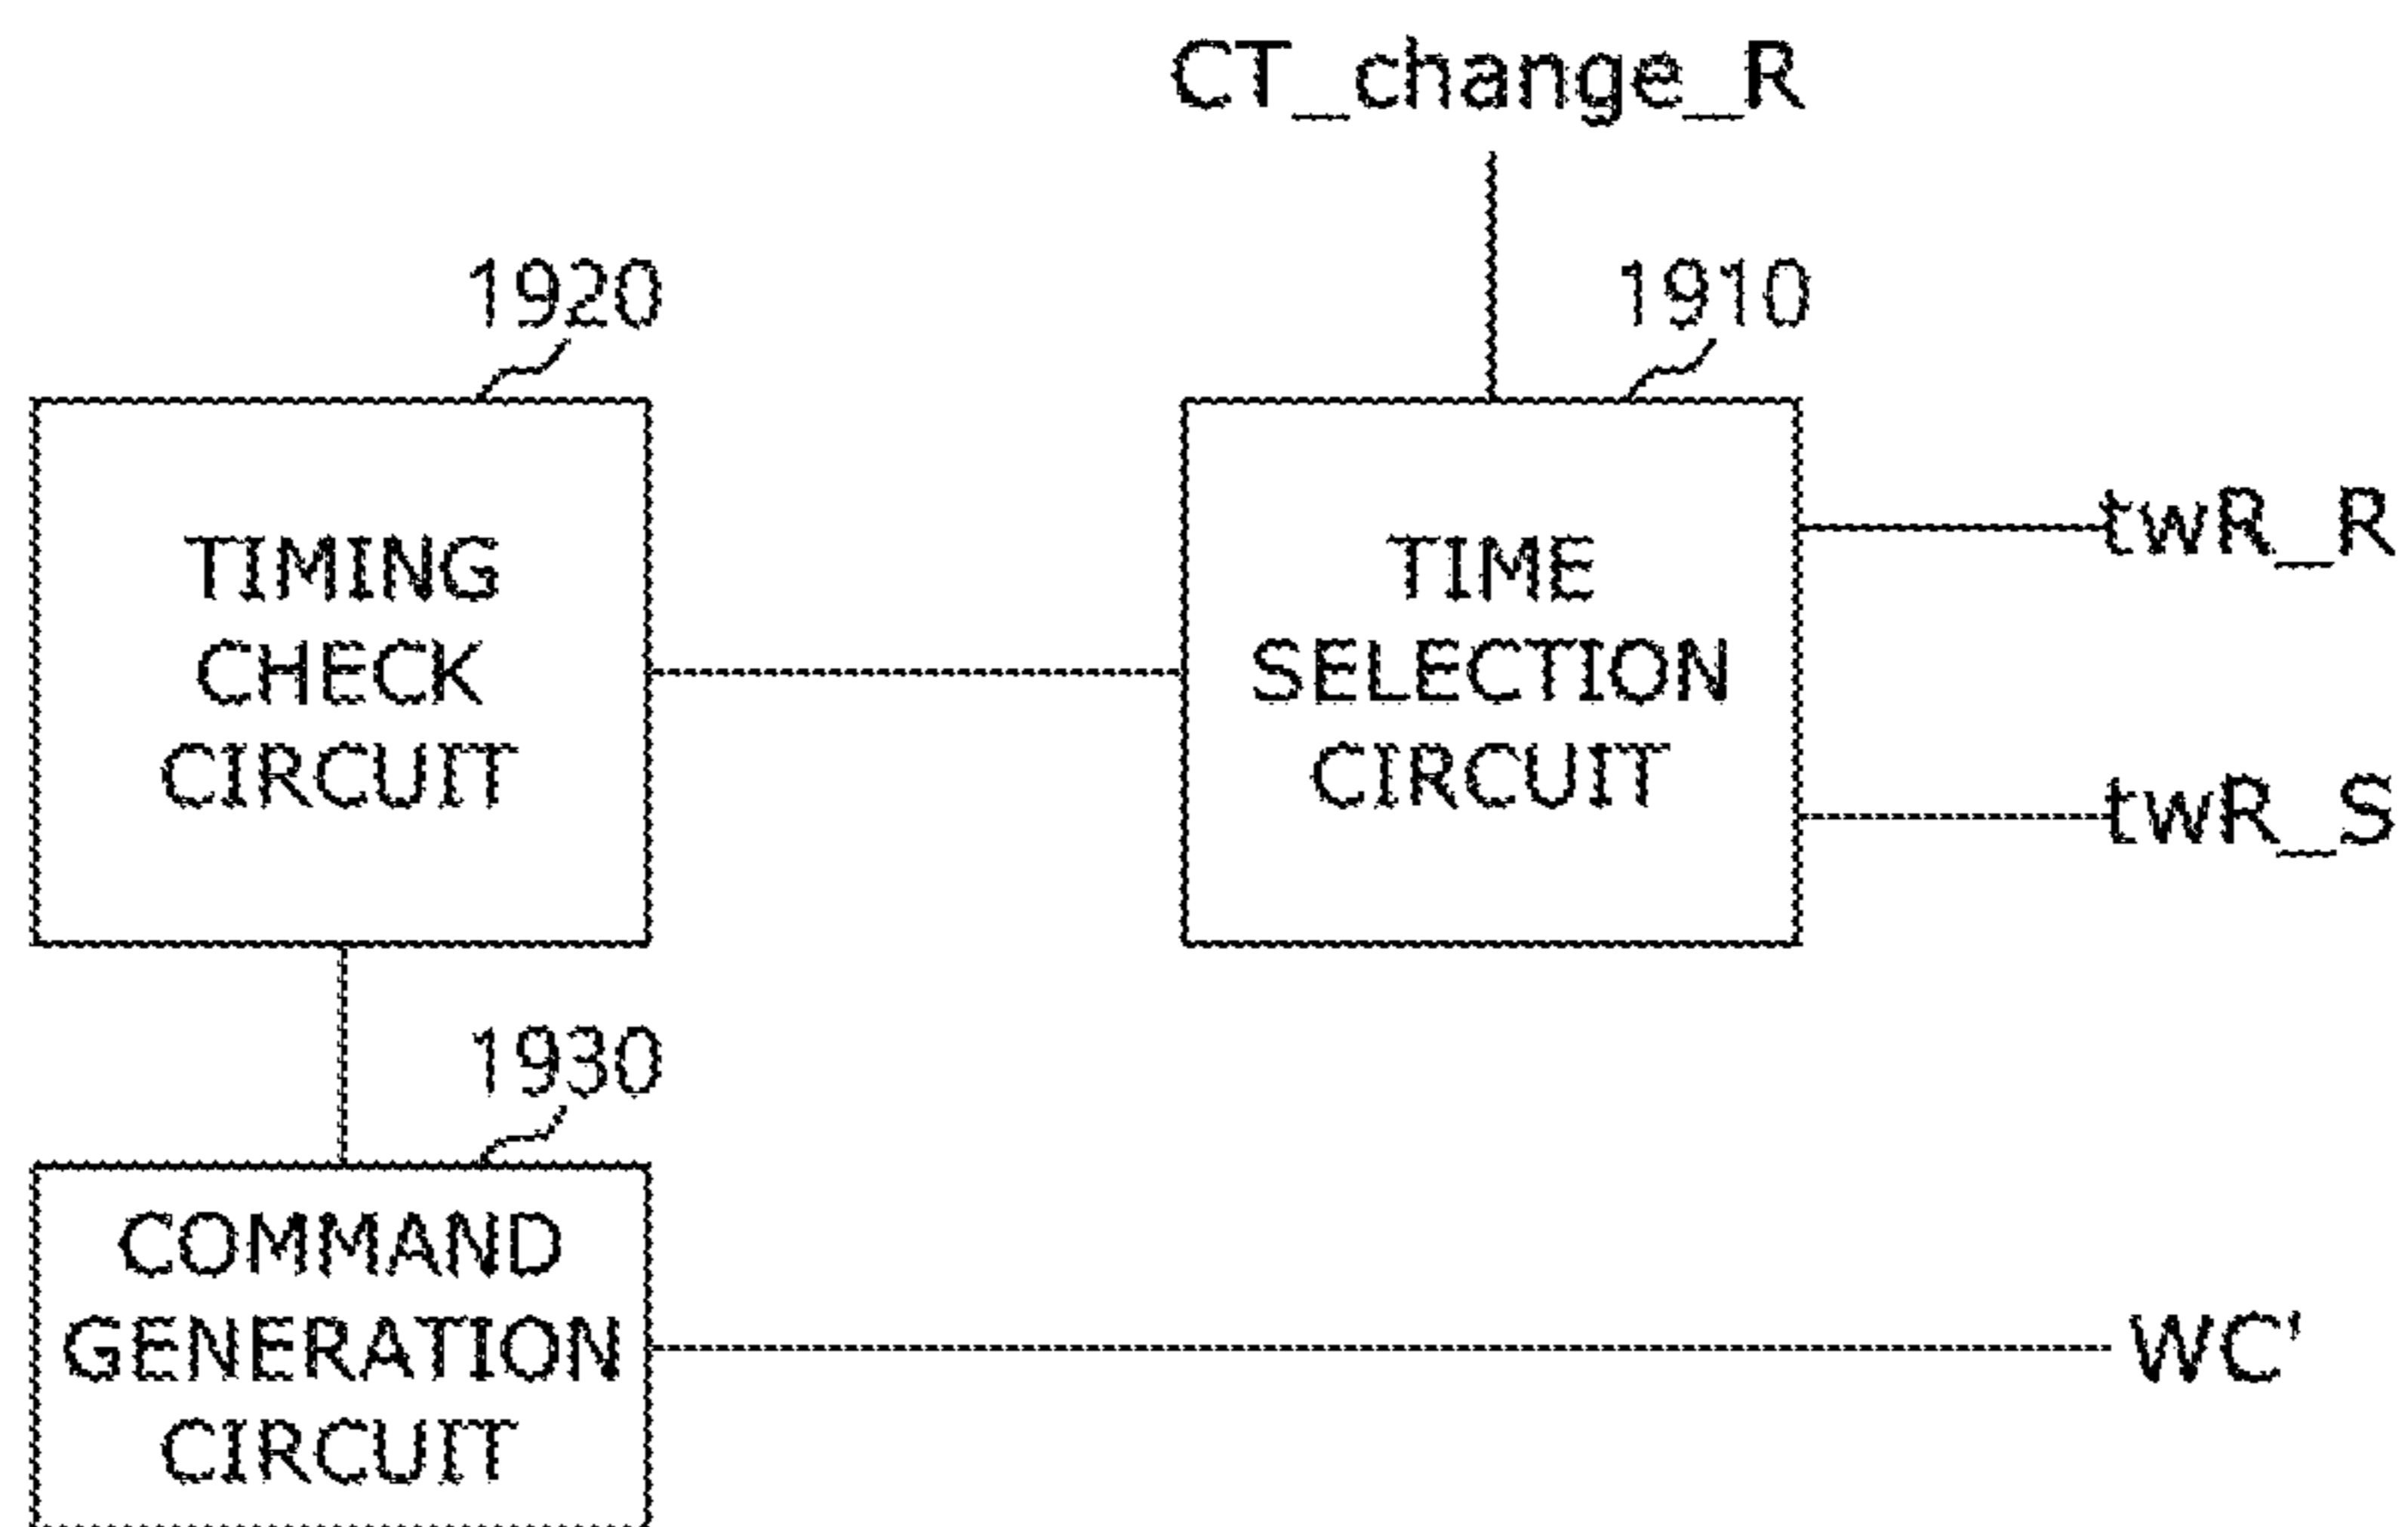 CT_change_R
1920
1910
TIMING
CHECK
CIRCUIT
TIME
SELECTION
CIRCUIT
twR_R
twR_S
1930
COMMAND
GENERATION
CIRCUIT
WC'